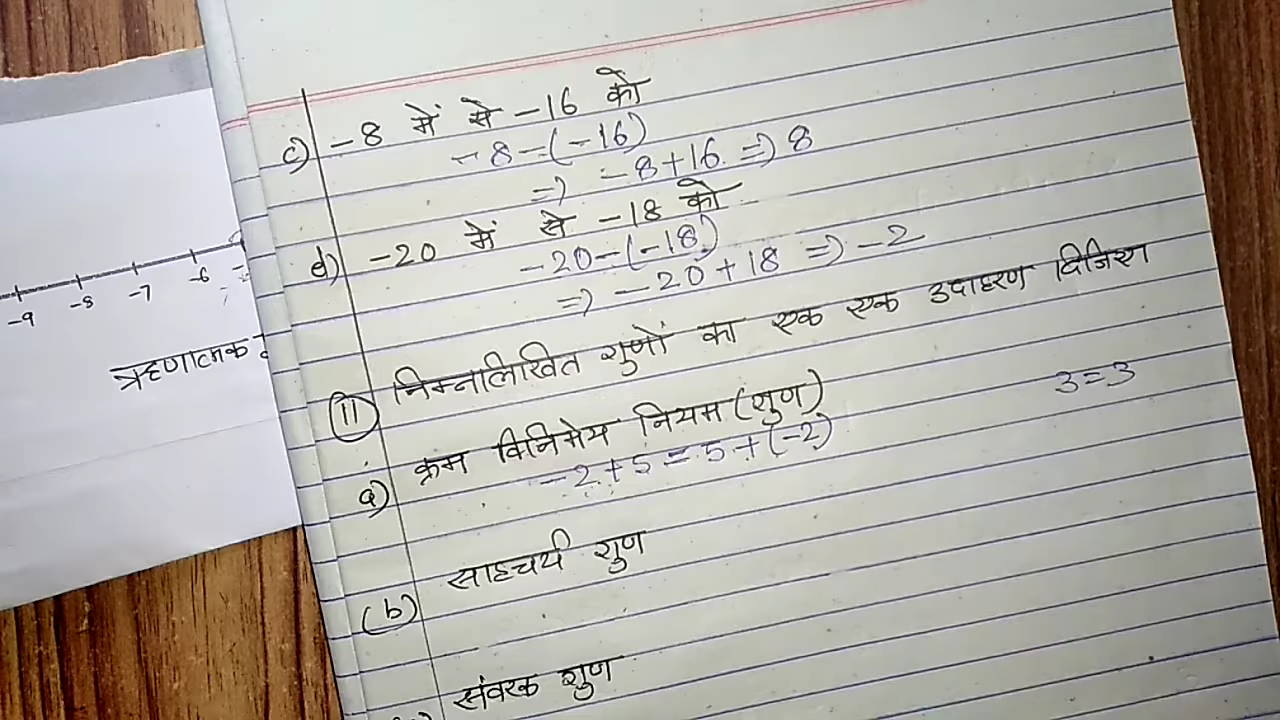 c) -8 में से -16 को
-8-(-16)
=) -8+16 =) 8
d) -20 में से -18 को
-20-(-18)
=) -20+18 =) -2
(11) निम्नलिखित गुणों का एक एक उदाहरण दिजिए
a) क्रम विनिमेय नियम (गुण)
-2+5=5+(-2)
3=3
(b) साहचर्य गुण
संवरक गुण
-9 -8 -7 -6
ऋणात्मक